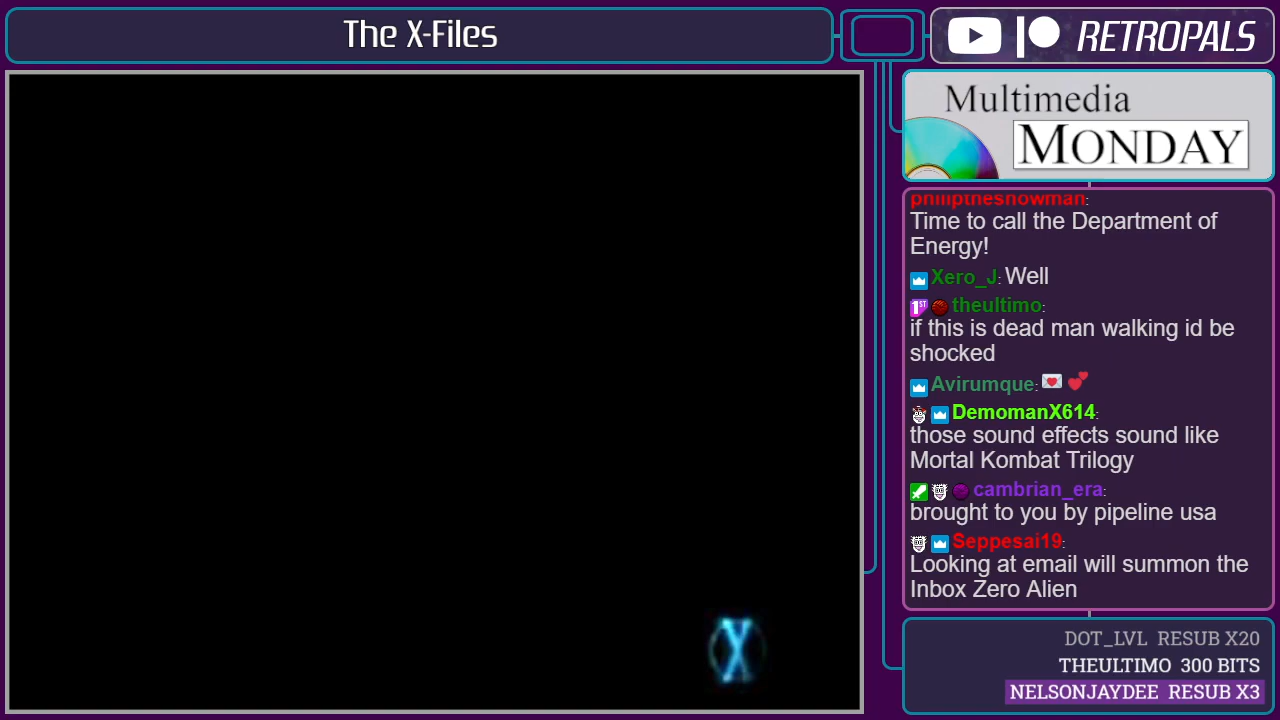 The X-Files
RETROPALS
Multimedia
MONDAY
philiptheshowman:
Time to call the Department of
Energy!
Xero_J: Well
1ST theultimo:
if this is dead man walking id be
shocked
Avirumque:
DemomanX614:
those sound effects sound like
Mortal Kombat Trilogy
cambrian_era:
brought to you by pipeline usa
Seppesai19:
Looking at email will summon the
Inbox Zero Alien
X
DOT_LVL RESUB X20
THEULTIMO 300 BITS
NELSONJAYDEE RESUB X3